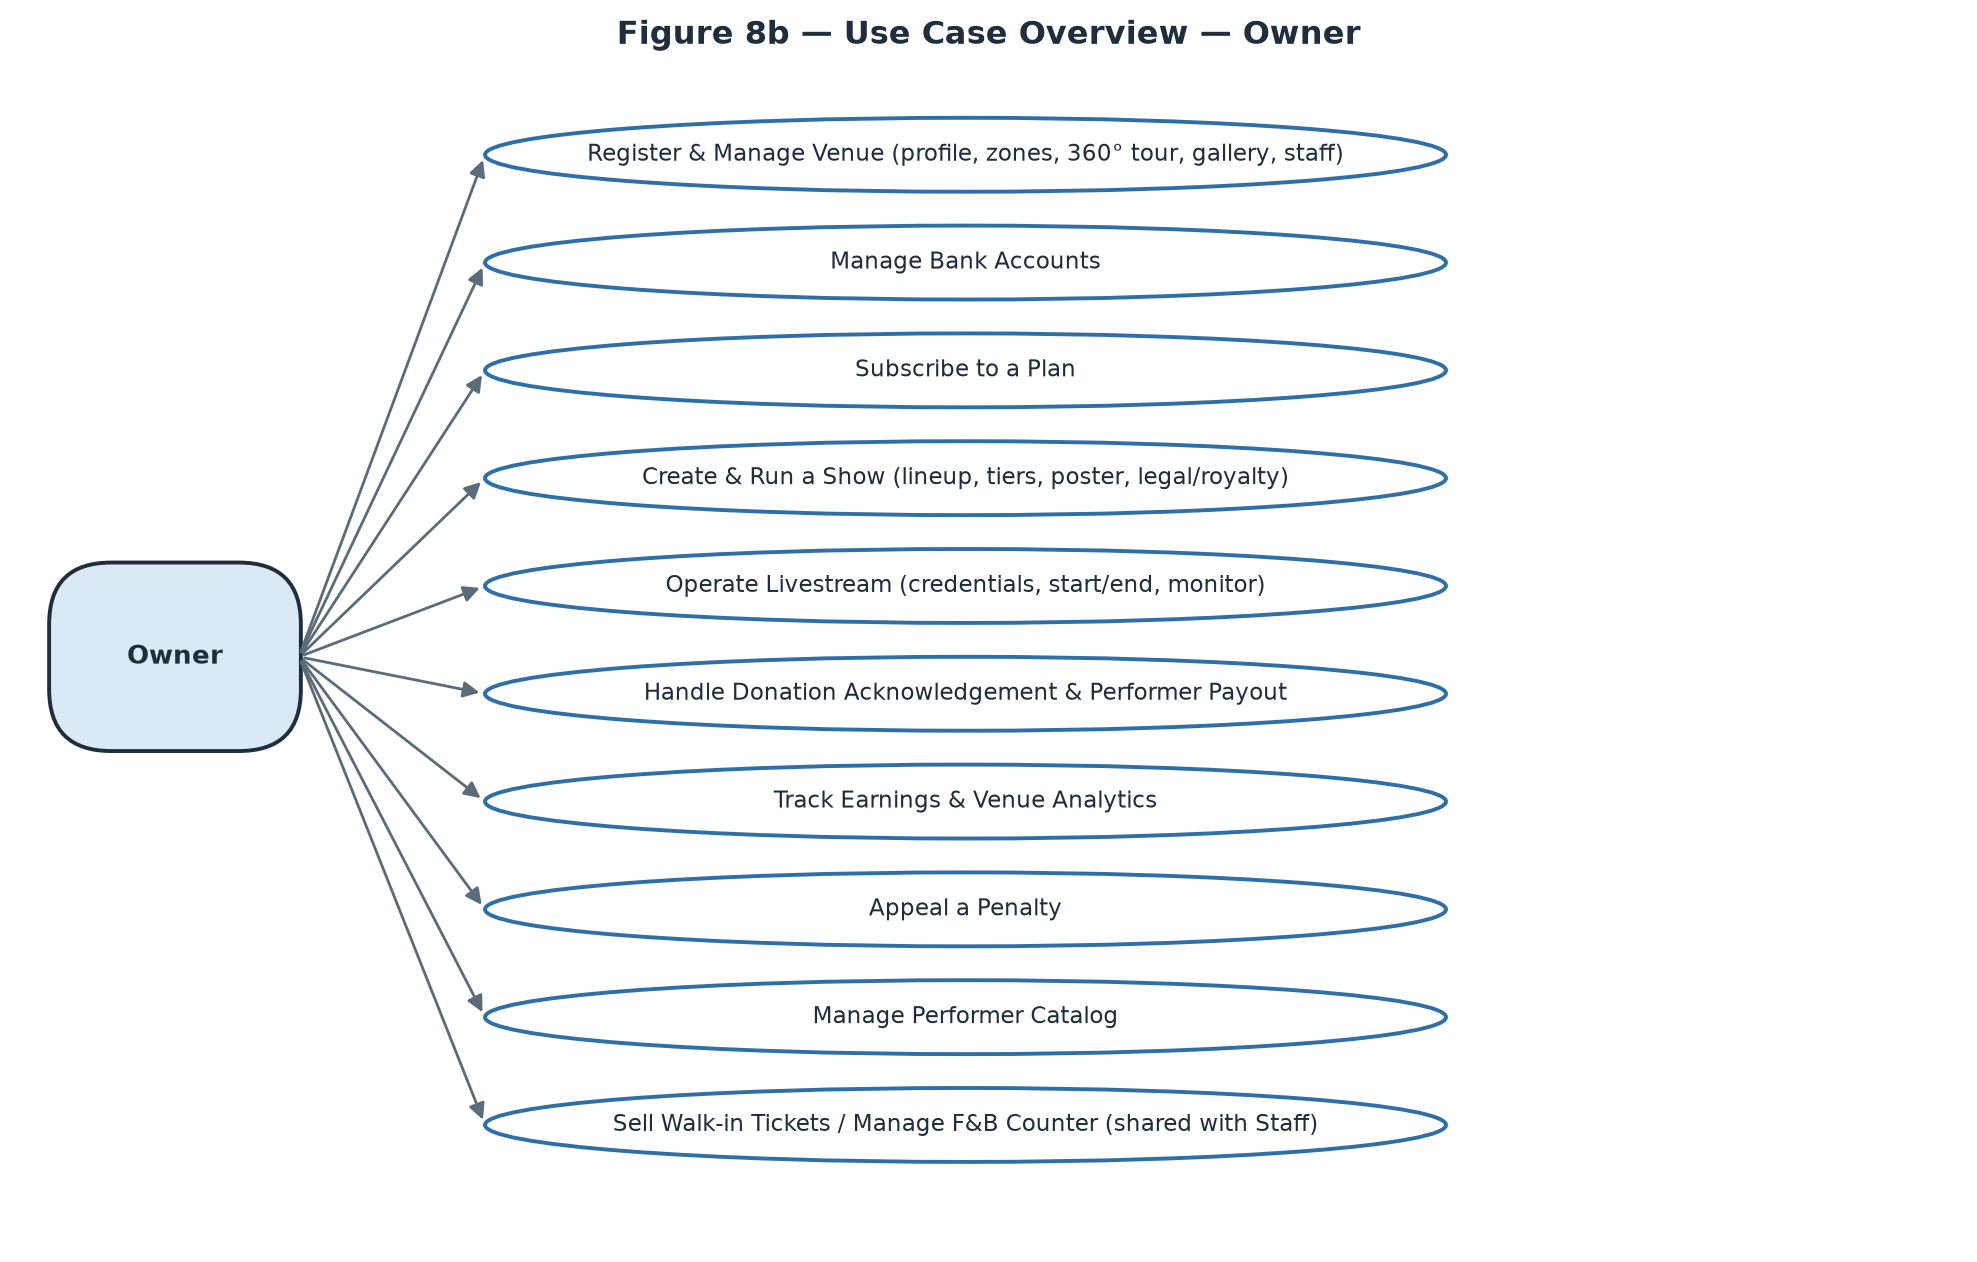 Figure 8b — Use Case Overview — Owner
Register & Manage Venue (profile, zones, 360° tour, gallery, staff)
Manage Bank Accounts
Subscribe to a Plan
Create & Run a Show (lineup, tiers, poster, legal/royalty)
Operate Livestream (credentials, start/end, monitor)
Owner
Handle Donation Acknowledgement & Performer Payout
Track Earnings & Venue Analytics
Appeal a Penalty
Manage Performer Catalog
Sell Walk-in Tickets / Manage F&B Counter (shared with Staff)